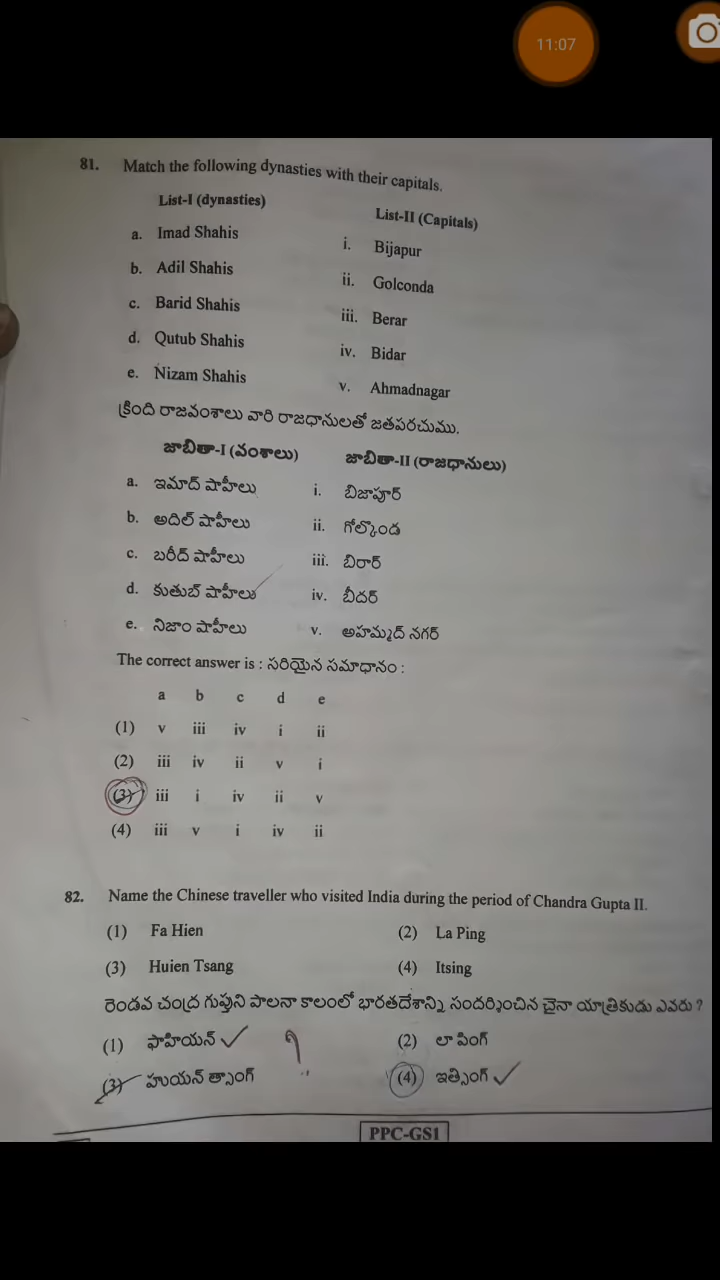 11:07
81. Match the following dynasties with their capitals.
List-I (dynasties) List-II (Capitals)
a. Imad Shahis i. Bijapur
b. Adil Shahis ii. Golconda
c. Barid Shahis iii. Berar
d. Qutub Shahis iv. Bidar
e. Nizam Shahis v. Ahmadnagar
క్రింది రాజవంశాలు వారి రాజధానులతో జతపరచుము.
జాబితా-I (వంశాలు) జాబితా-II (రాజధానులు)
a. ఇమాద్ షాహీలు i. బిజాపూర్
b. అదిల్ షాహీలు ii. గోల్కొండ
c. బరీద్ షాహీలు iii. బిరార్
d. కుతుబ్ షాహీలు iv. బీదర్
e. నిజాం షాహీలు v. అహమ్మద్ నగర్
The correct answer is : సరియైన సమాధానం :
a b c d e
(1) v iii iv i ii
(2) iii iv ii v i
(3) iii i iv ii v
(4) iii v i iv ii
82. Name the Chinese traveller who visited India during the period of Chandra Gupta II.
(1) Fa Hien (2) La Ping
(3) Huien Tsang (4) Itsing
రెండవ చంద్ర గుప్తుని పాలనా కాలంలో భారతదేశాన్ని సందర్శించిన చైనా యాత్రికుడు ఎవరు ?
(1) ఫాహియన్ (2) లా పింగ్
(3) హుయన్ త్సాంగ్ (4) ఇత్సింగ్
PPC-GS1